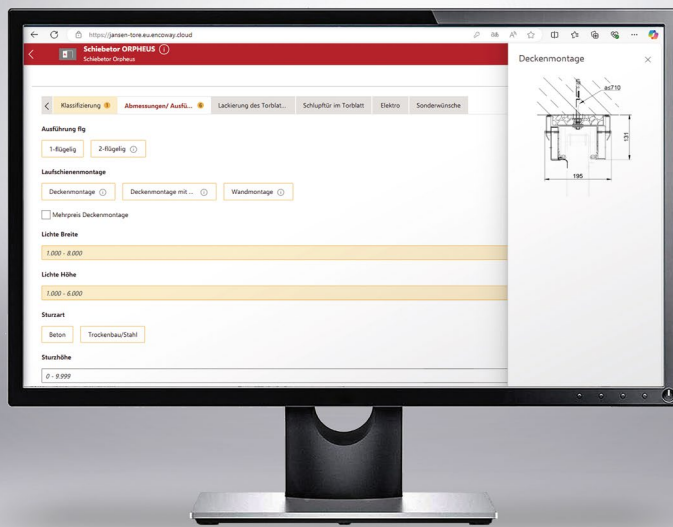 https://jansen-tore.eu.encoway.cloud
Schiebetor ORPHEUS
Schiebetor Orpheus
Klassifizierung
Abmessungen/ Ausfü...
Lackierung des Torblat...
Schlupftür im Torblatt
Elektro
Sonderwünsche
Ausführung flg
1-flügelig
2-flügelig
Laufschienenmontage
Deckenmontage
Deckenmontage mit ...
Wandmontage
Mehrpreis Deckenmontage
Lichte Breite
1.000 - 8.000
Lichte Höhe
1.000 - 6.000
Sturzart
Beton
Trockenbau/Stahl
Sturzhöhe
0 - 9.999
Deckenmontage
as710
131
195